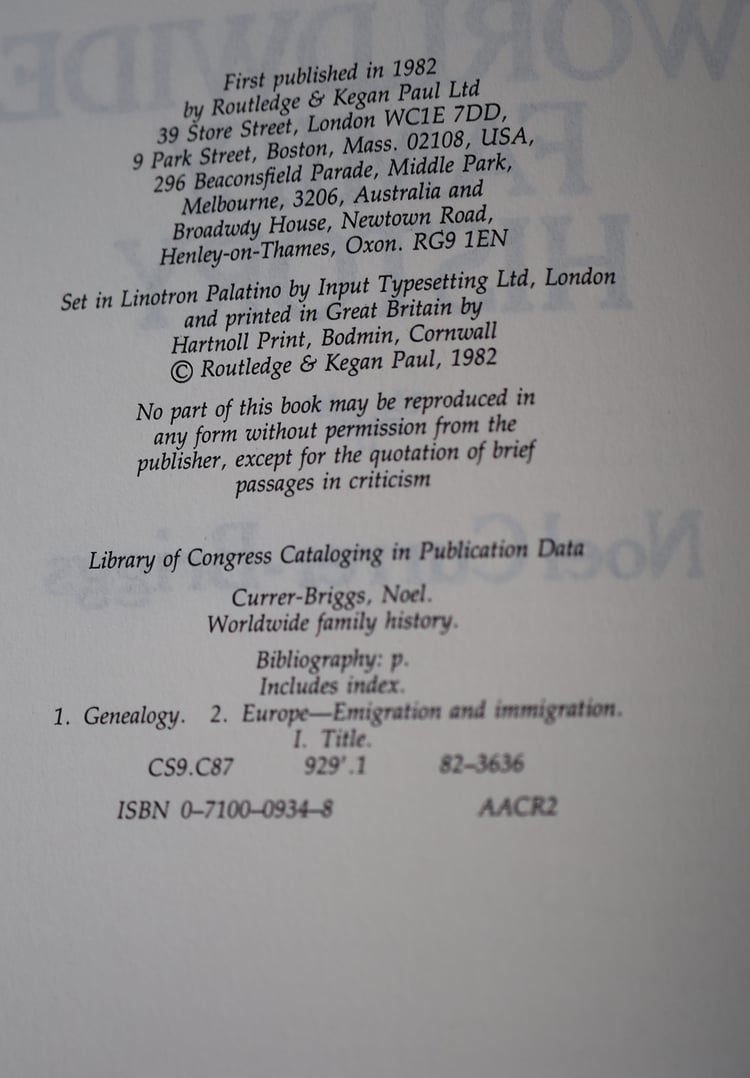 First published in 1982
by Routledge & Kegan Paul Ltd
39 Store Street, London WC1E 7DD,
9 Park Street, Boston, Mass. 02108, USA,
296 Beaconsfield Parade, Middle Park,
Melbourne, 3206, Australia and
Broadway House, Newtown Road,
Henley-on-Thames, Oxon. RG9 1EN
Set in Linotron Palatino by Input Typesetting Ltd, London
and printed in Great Britain by
Hartnoll Print, Bodmin, Cornwall
© Routledge & Kegan Paul, 1982
No part of this book may be reproduced in
any form without permission from the
publisher, except for the quotation of brief
passages in criticism
Library of Congress Cataloging in Publication Data
Currer-Briggs, Noel.
Worldwide family history.
Bibliography: p.
Includes index.
1. Genealogy. 2. Europe—Emigration and immigration.
I. Title.
CS9.C87 929'.1 82–3636
ISBN 0–7100–0934–8 AACR2